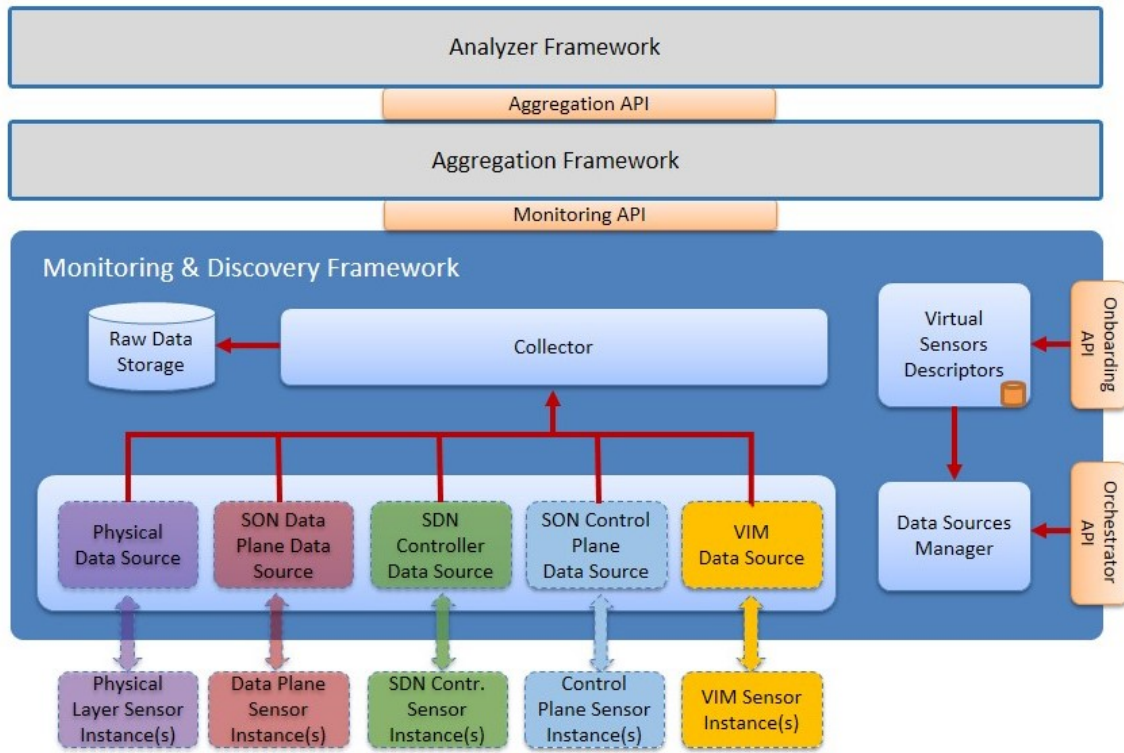 Analyzer Framework
Aggregation API
Aggregation Framework
Monitoring API
Monitoring & Discovery Framework
Raw Data
Storage
Collector
Virtual
Sensors
Descriptors
Onboarding
API
Physical
Data Source
SON Data
Plane Data
Source
SDN
Controller
Data Source
SON Control
Plane
Data Source
VIM
Data Source
Data Sources
Manager
Orchestrator
API
Physical
Layer Sensor
Instance(s)
Data Plane
Sensor
Instance(s)
SDN Contr.
Sensor
Instance(s)
Control
Plane Sensor
Instance(s)
VIM Sensor
Instance(s)